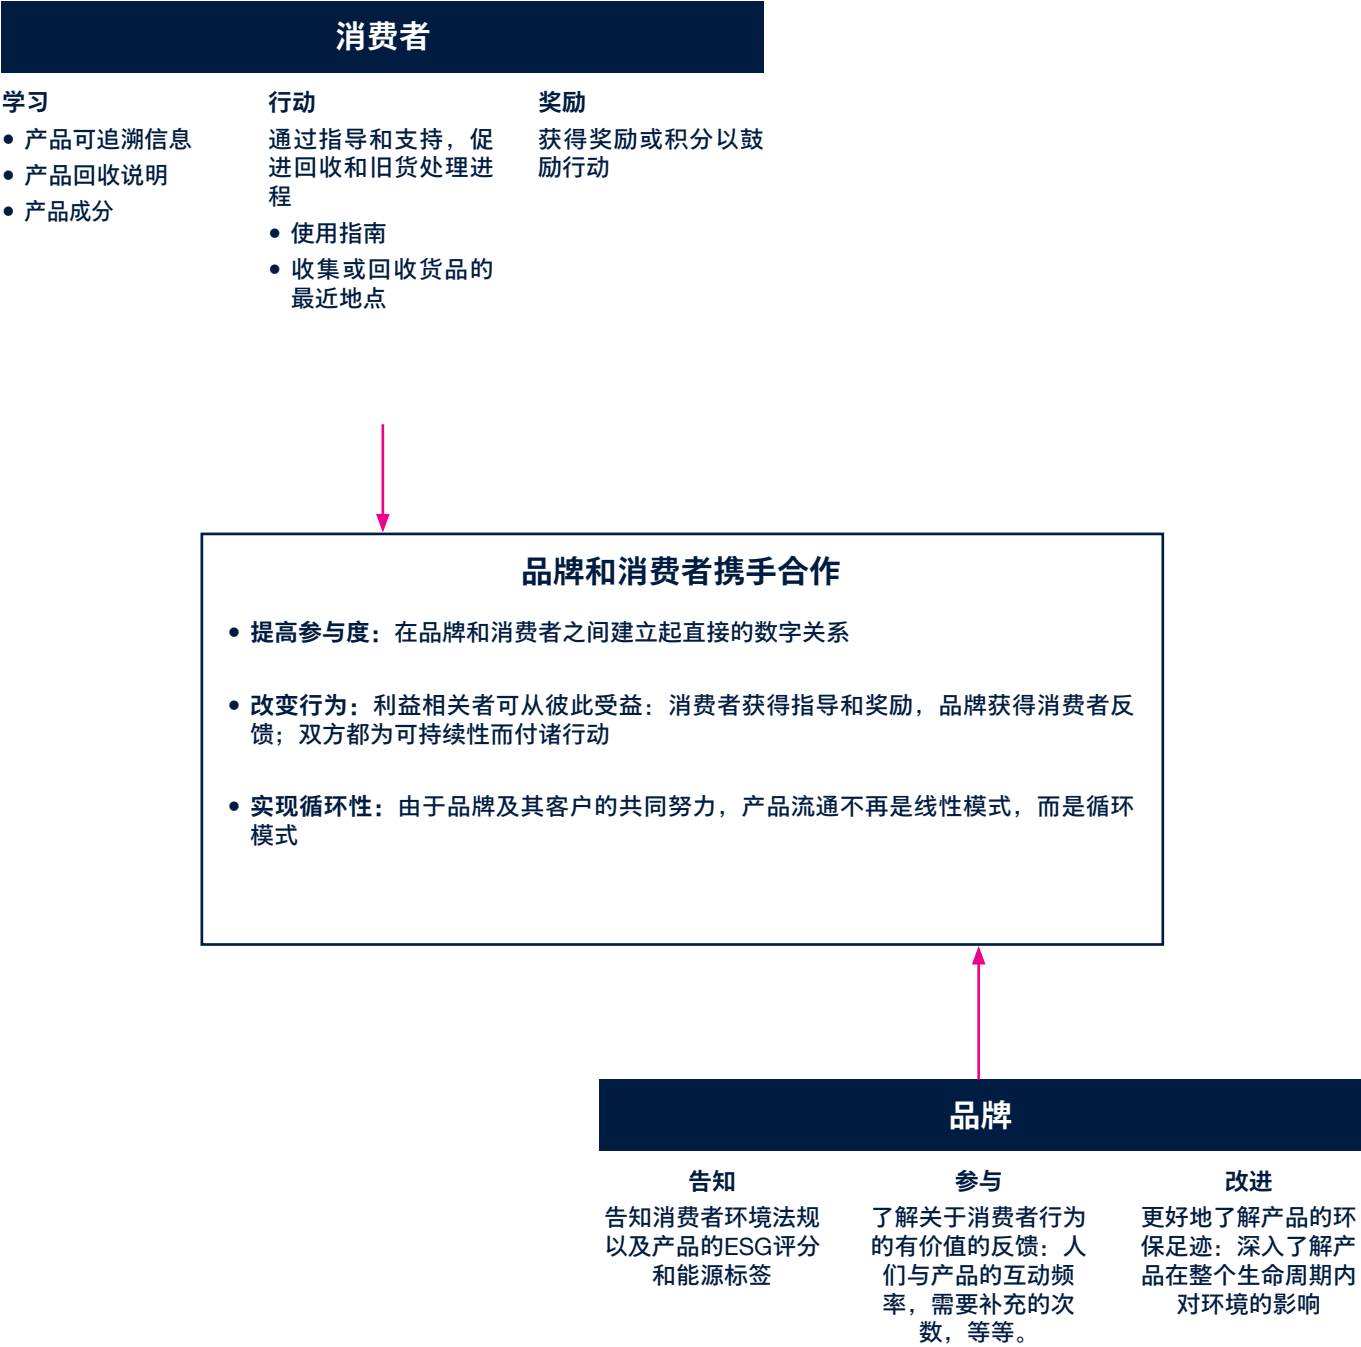 消费者
学习
• 产品可追溯信息
• 产品回收说明
• 产品成分
行动
通过指导和支持，促
进回收和旧货处理进
程
• 使用指南
• 收集或回收货品的
最近地点
奖励
获得奖励或积分以鼓
励行动
品牌和消费者携手合作
• 提高参与度：在品牌和消费者之间建立起直接的数字关系
• 改变行为：利益相关者可从彼此受益：消费者获得指导和奖励，品牌获得消费者反
馈；双方都为可持续性而付诸行动
• 实现循环性：由于品牌及其客户的共同努力，产品流通不再是线性模式，而是循环
模式
品牌
告知
告知消费者环境法规
以及产品的ESG评分
和能源标签
参与
了解关于消费者行为
的有价值的反馈：人
们与产品的互动频
率，需要补充的次
数，等等。
改进
更好地了解产品的环
保足迹：深入了解产
品在整个生命周期内
对环境的影响